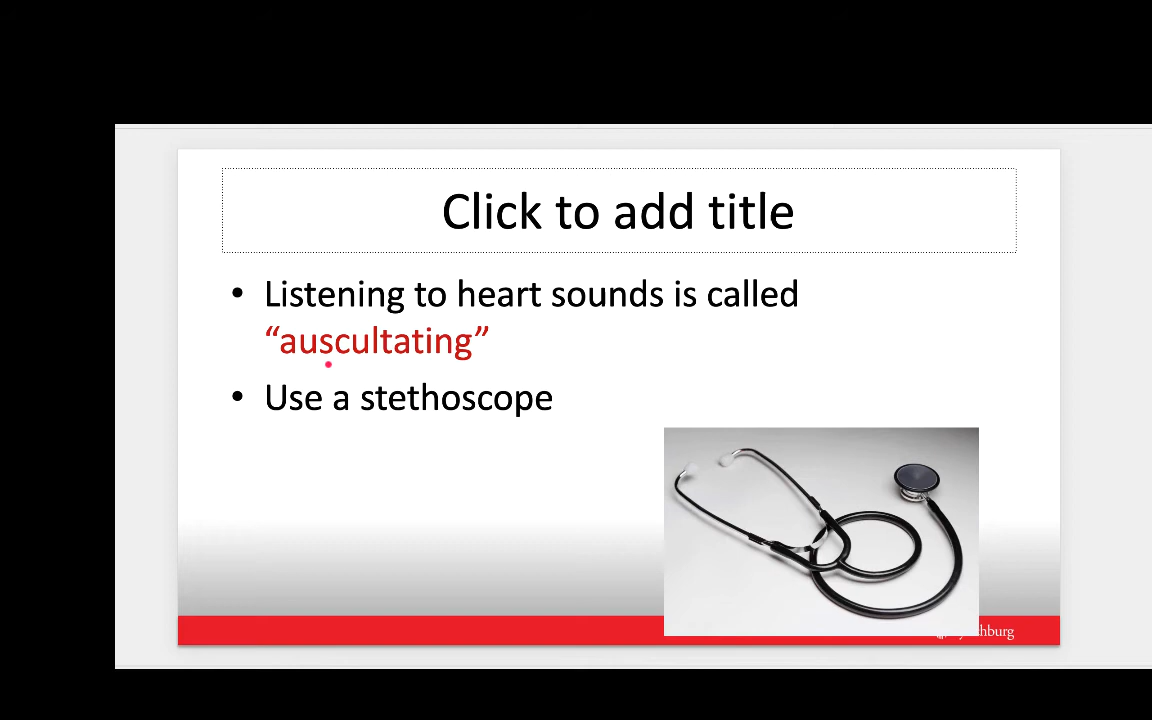 Click to add title
• Listening to heart sounds is called
“auscultating”
• Use a stethoscope